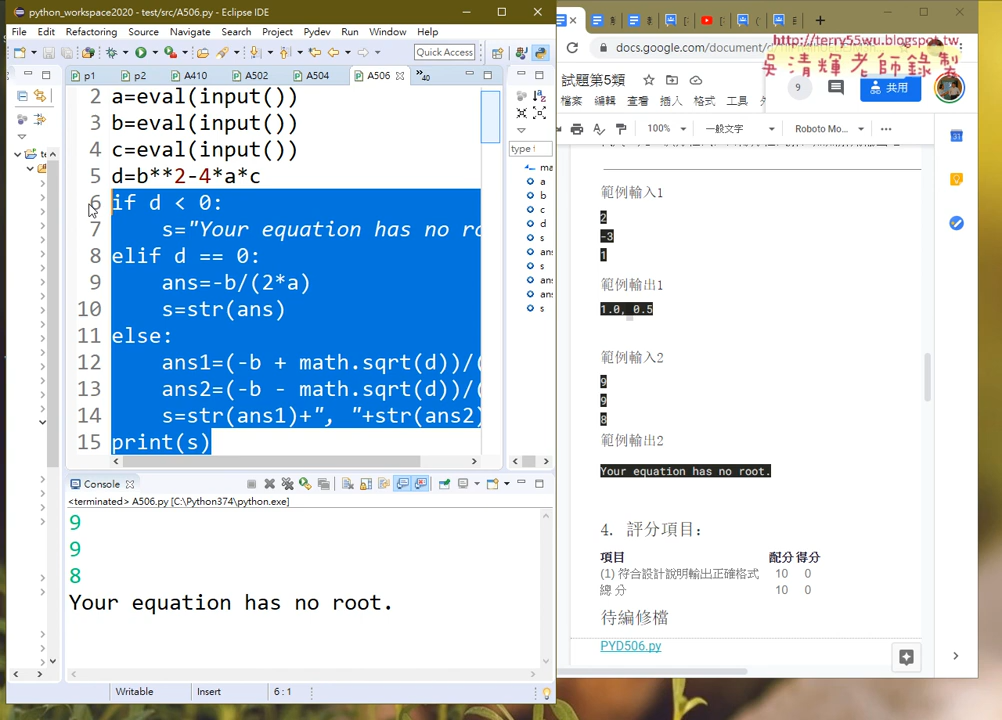 python_workspace2020 - test/src/A506.py - Eclipse IDE
File Edit Refactoring Source Navigate Search Project Pydev Run Window Help
Quick Access
p1 p2 A410 A502 A504 A506 40
2 a=eval(input())
3 b=eval(input())
4 c=eval(input())
5 d=b**2-4*a*c
6 if d < 0:
7 s="Your equation has no ro
8 elif d == 0:
9 ans=-b/(2*a)
10 s=str(ans)
11 else:
12 ans1=(-b + math.sqrt(d))/(
13 ans2=(-b - math.sqrt(d))/(
14 s=str(ans1)+", "+str(ans2)
15 print(s)
type f
ma
a
b
c
d
s
an
s
an
an
s
Console
<terminated> A506.py [C:\Python374\python.exe]
9
9
8
Your equation has no root.
Writable Insert 6 : 1
docs.google.com/document/
http://terry55wu.blogspot.tw
吳清輝老師錄製
試題第5類
9
共用
檔案 編輯 查看 插入 格式 工具
100% 一般文字 Roboto Mo...
範例輸入1
2
-3
1
範例輸出1
1.0, 0.5
範例輸入2
9
9
8
範例輸出2
Your equation has no root.
4. 評分項目：
項目 配分 得分
(1) 符合設計說明輸出正確格式 10 0
總 分 10 0
待編修檔
PYD506.py